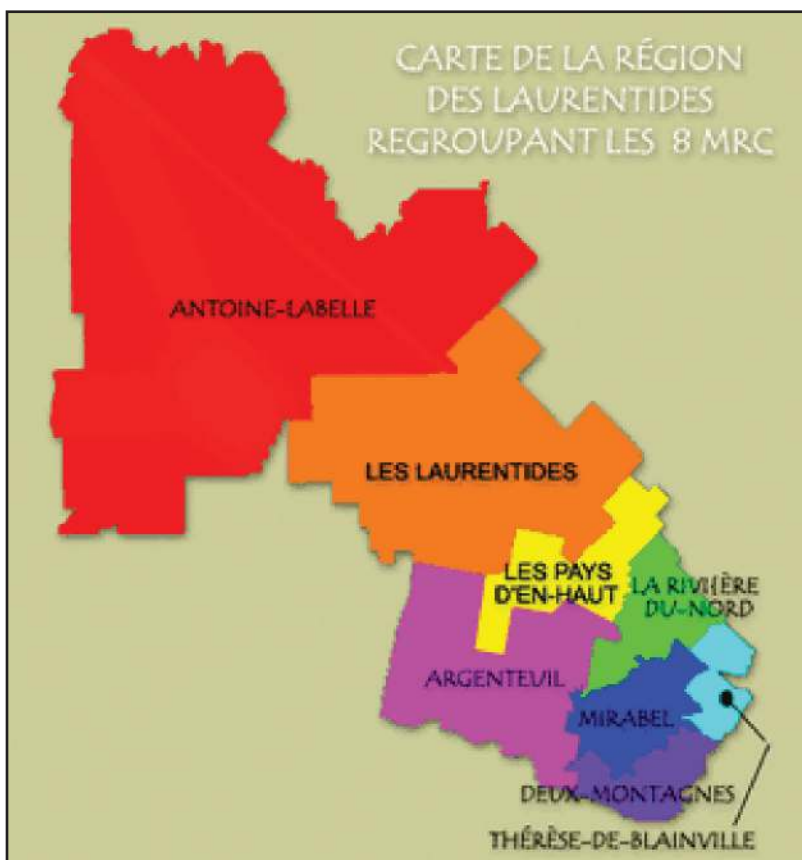 CARTE DE LA RÉGION
DES LAURENTIDES
REGROUPANT LES 8 MRC
ANTOINE-LABELLE
LES LAURENTIDES
LES PAYS
D'EN-HAUT
LA RIVIÈRE
DU-NORD
ARGENTEUIL
MIRABEL
DEUX-MONTAGNES
THÉRÈSE-DE-BLAINVILLE